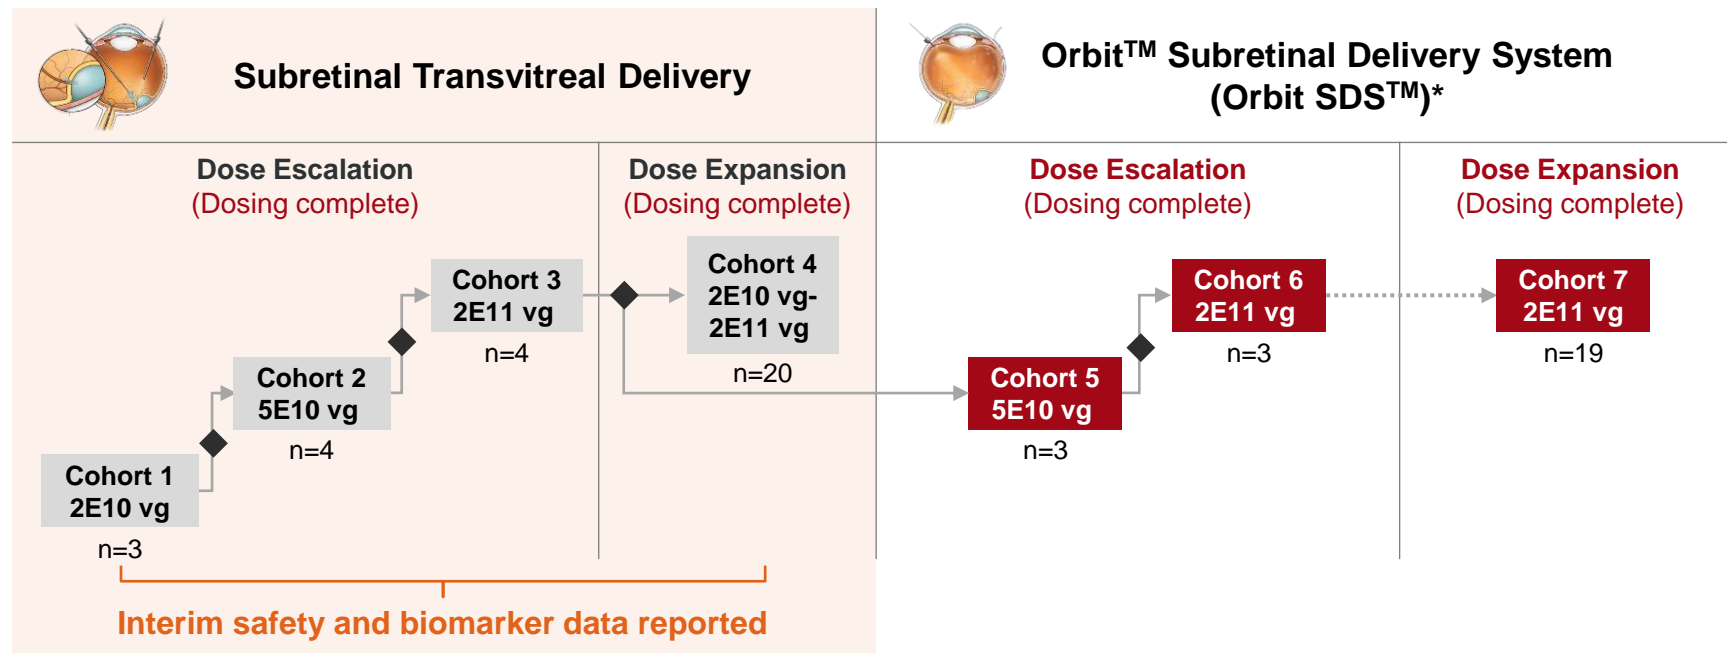 Subretinal Transvitreal Delivery
Orbit™ Subretinal Delivery System
(Orbit SDS™)*
Dose Escalation
(Dosing complete)
Dose Expansion
(Dosing complete)
Dose Escalation
(Dosing complete)
Dose Expansion
(Dosing complete)
Cohort 1
2E10 vg
n=3
Cohort 2
5E10 vg
n=4
Cohort 3
2E11 vg
n=4
Cohort 4
2E10 vg-
2E11 vg
n=20
Cohort 5
5E10 vg
n=3
Cohort 6
2E11 vg
n=3
Cohort 7
2E11 vg
n=19
Interim safety and biomarker data reported